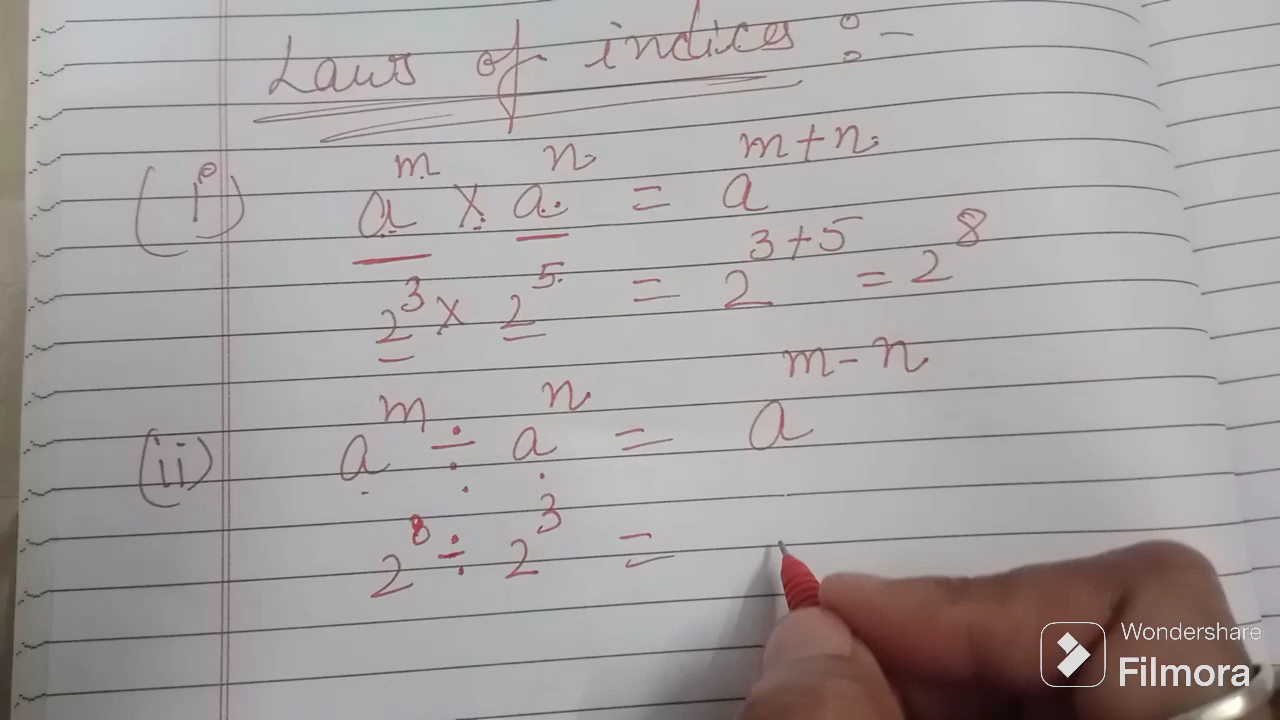 Laws of indices :-
(i) a^m × a^n = a^{m+n}
2^3 × 2^5 = 2^{3+5} = 2^8
(ii) a^m ÷ a^n = a^{m-n}
2^8 ÷ 2^3 =
Wondershare
Filmora